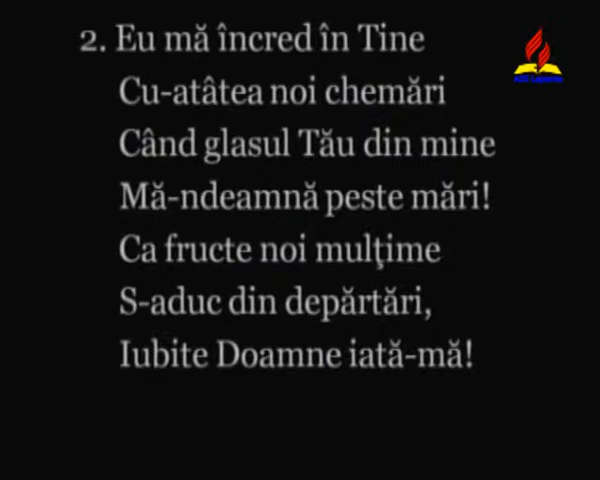 2. Eu mă încred în Tine
Cu-atâtea noi chemări
Când glasul Tău din mine
Mă-ndeamnă peste mări!
Ca fructe noi mulţime
S-aduc din depărtări,
Iubite Doamne iată-mă!